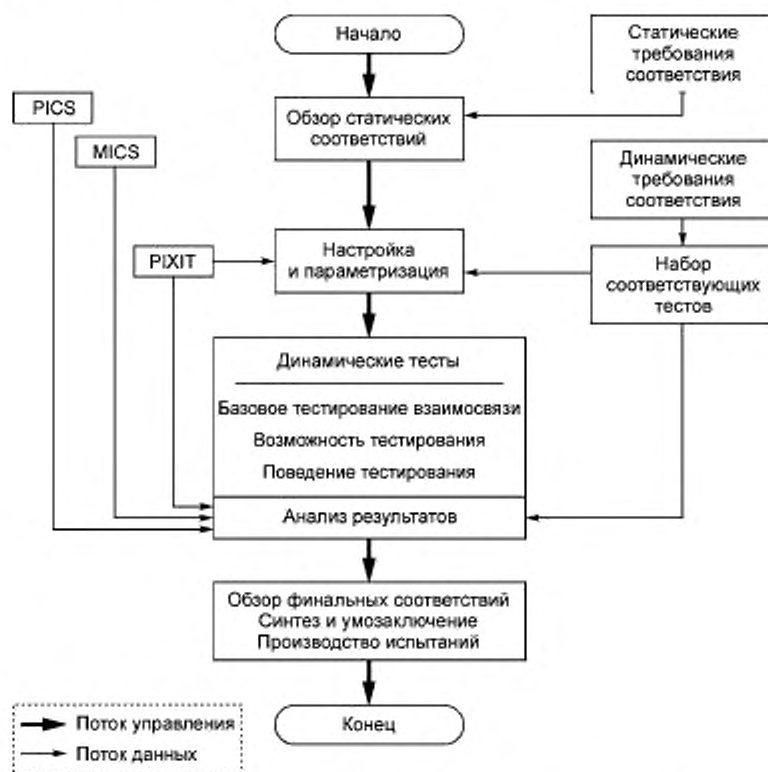 Начало
Статические
требования
соответствия
PICS
Обзор статических
соответствий
MICS
Динамические
требования
соответствия
PIXIT
Настройка
и параметризация
Набор
соответствующих
тестов
Динамические тесты
Базовое тестирование взаимосвязи
Возможность тестирования
Поведение тестирования
Анализ результатов
Обзор финальных соответствий
Синтез и умозаключение
Производство испытаний
Конец
Поток управления
Поток данных